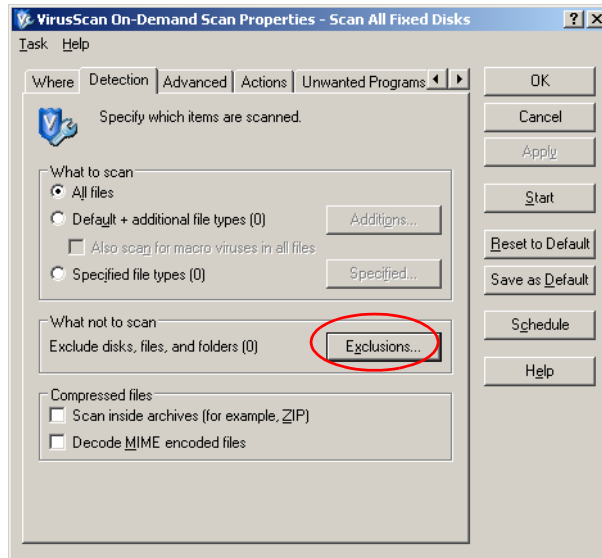 VirusScan On-Demand Scan Properties - Scan All Fixed Disks
Task Help
Where Detection Advanced Actions Unwanted Programs
Specify which items are scanned.
What to scan
All files
Default + additional file types (0)
Additions...
Also scan for macro viruses in all files
Specified file types (0)
Specified...
What not to scan
Exclude disks, files, and folders (0)
Exclusions...
Compressed files
Scan inside archives (for example, ZIP)
Decode MIME encoded files
OK
Cancel
Apply
Start
Reset to Default
Save as Default
Schedule
Help